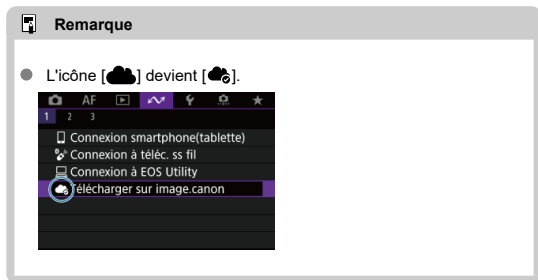 Remarque
L'icône [] devient [].
AF
1 2 3
Connexion smartphone(tablette)
Connexion à téléc. ss fil
Connexion à EOS Utility
Télécharger sur image.canon